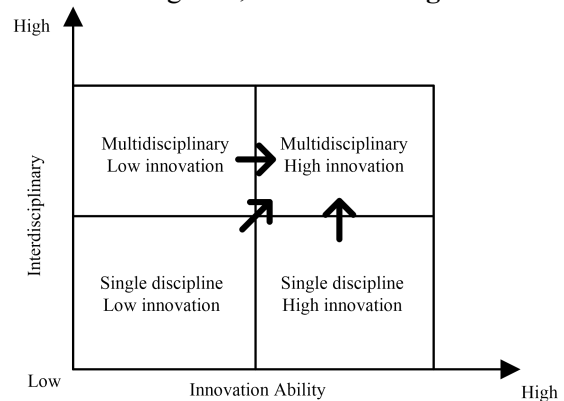 High
Multidisciplinary
Low innovation
Multidisciplinary
High innovation
Interdisciplinary
Single discipline
Low innovation
Single discipline
High innovation
Low
Innovation Ability
High